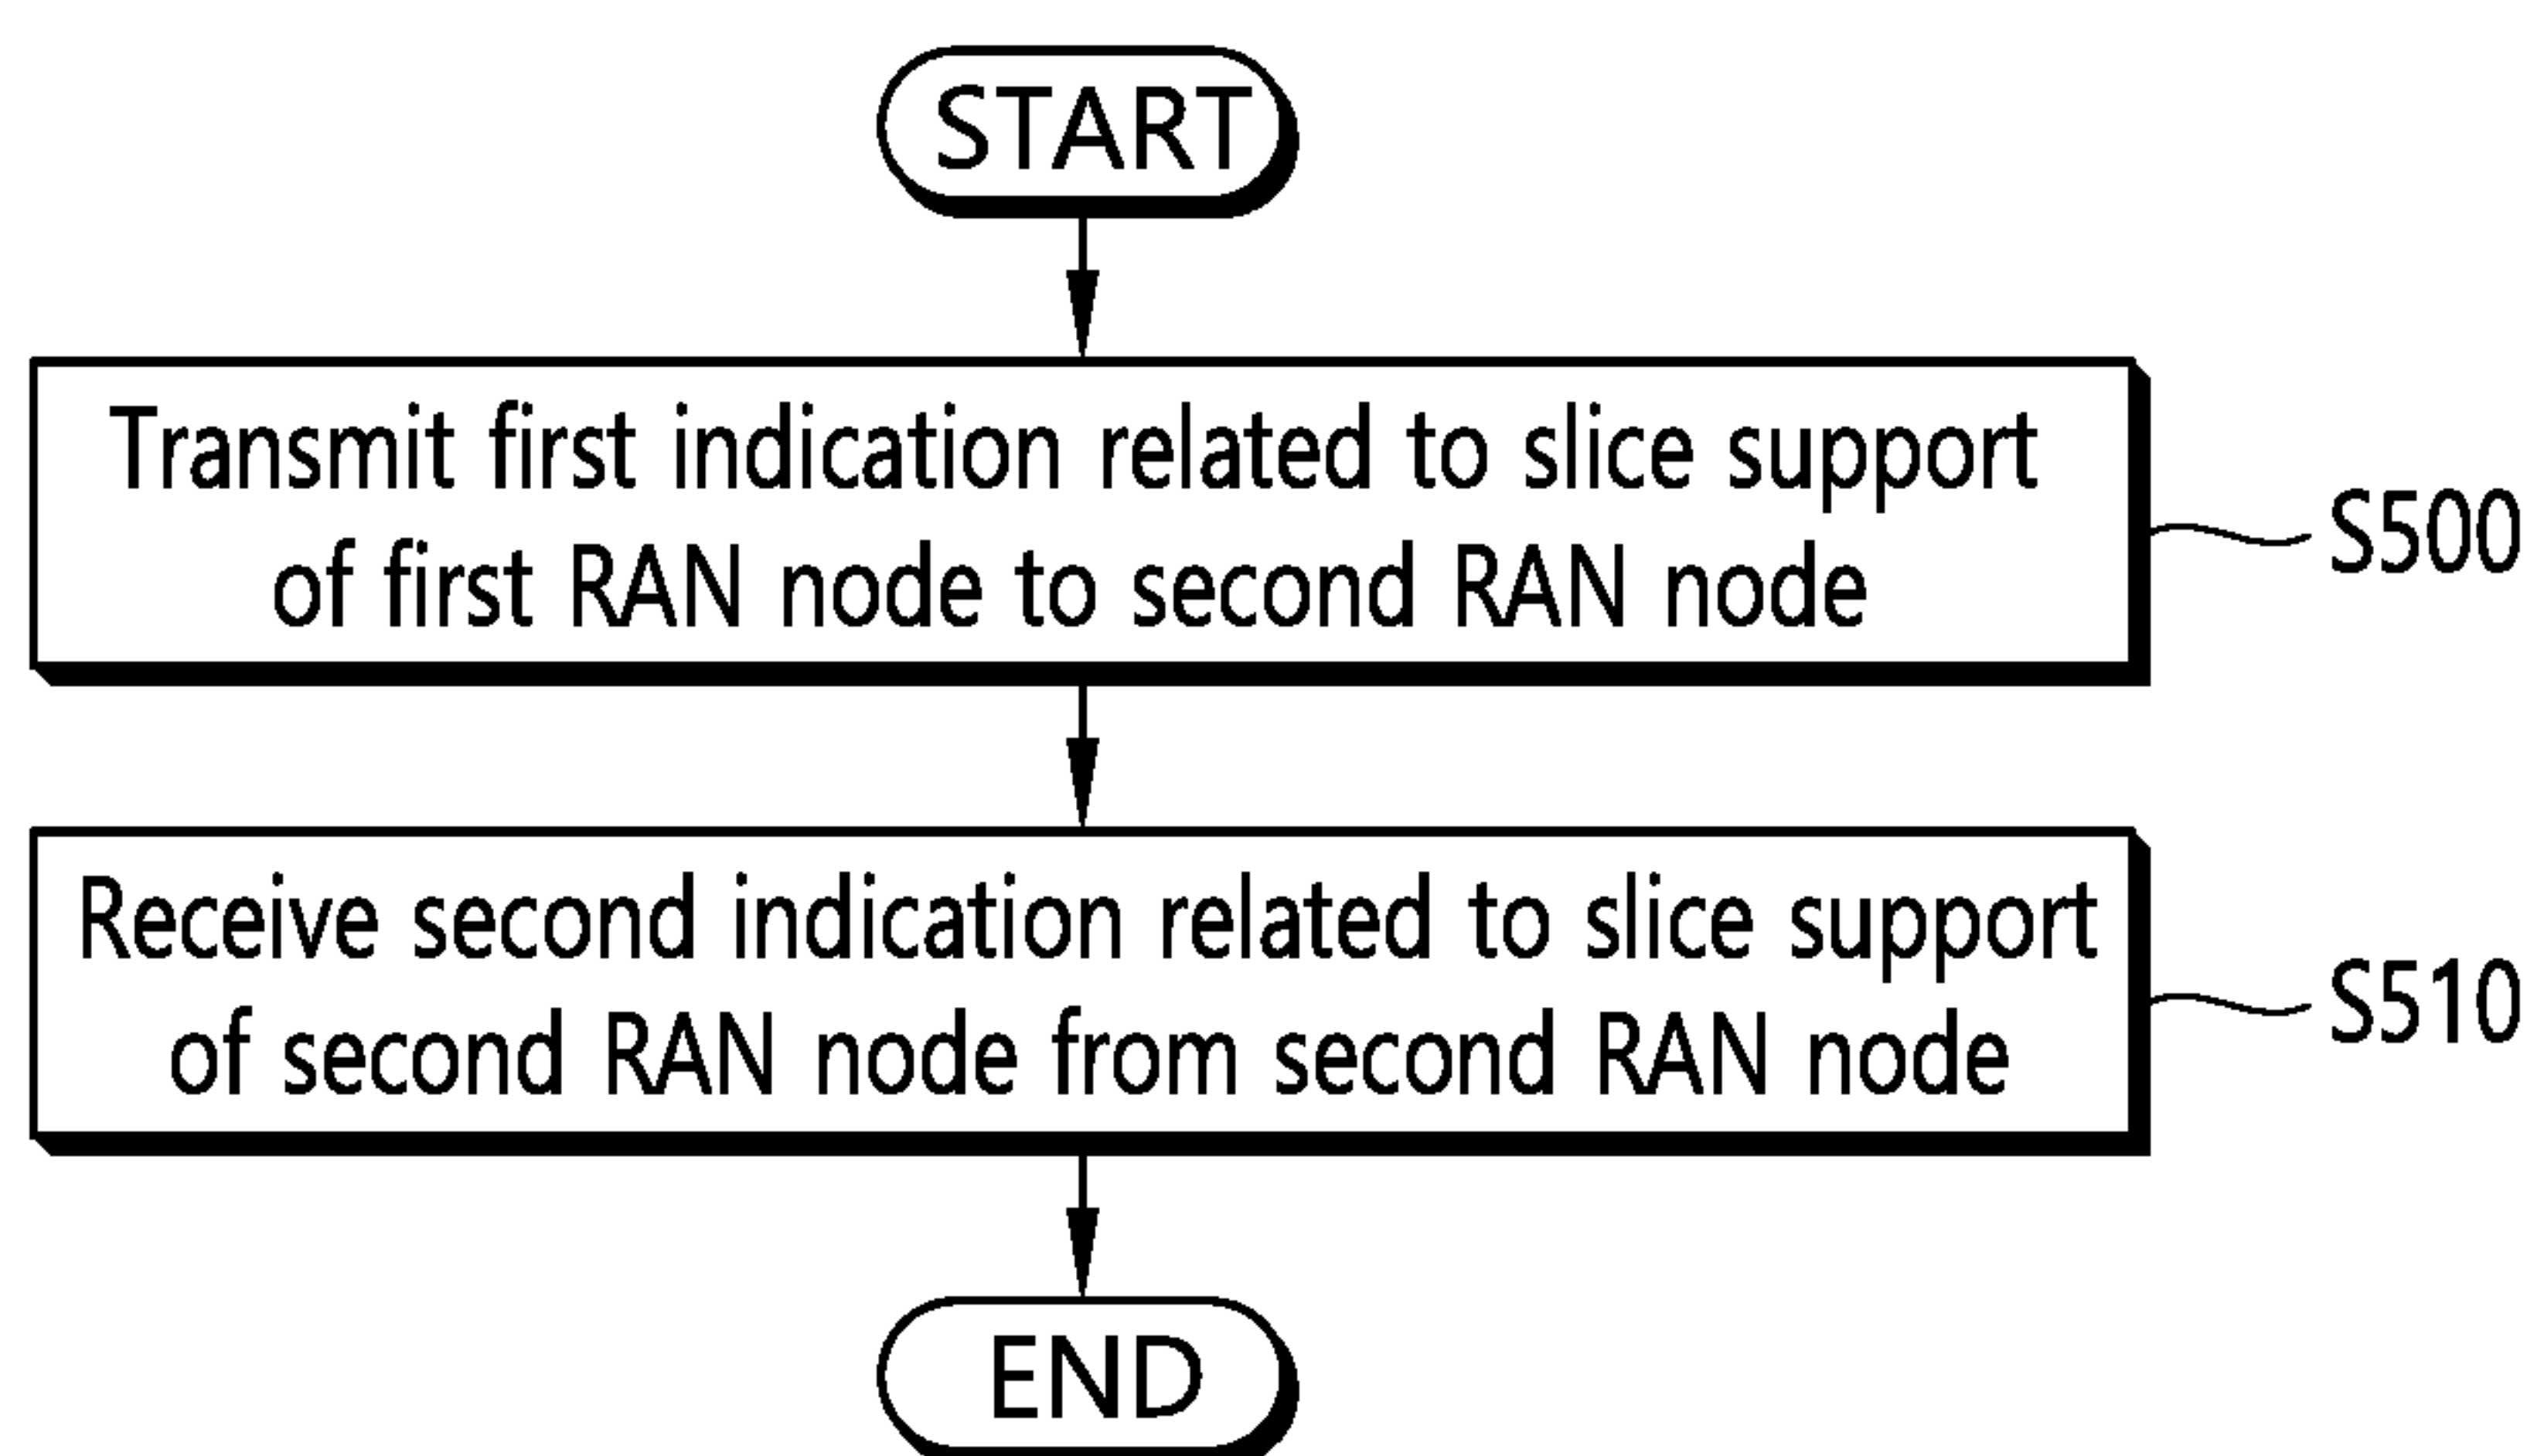 START
Transmit first indication related to slice support
of first RAN node to second RAN node
S500
Receive second indication related to slice support
of second RAN node from second RAN node
S510
END